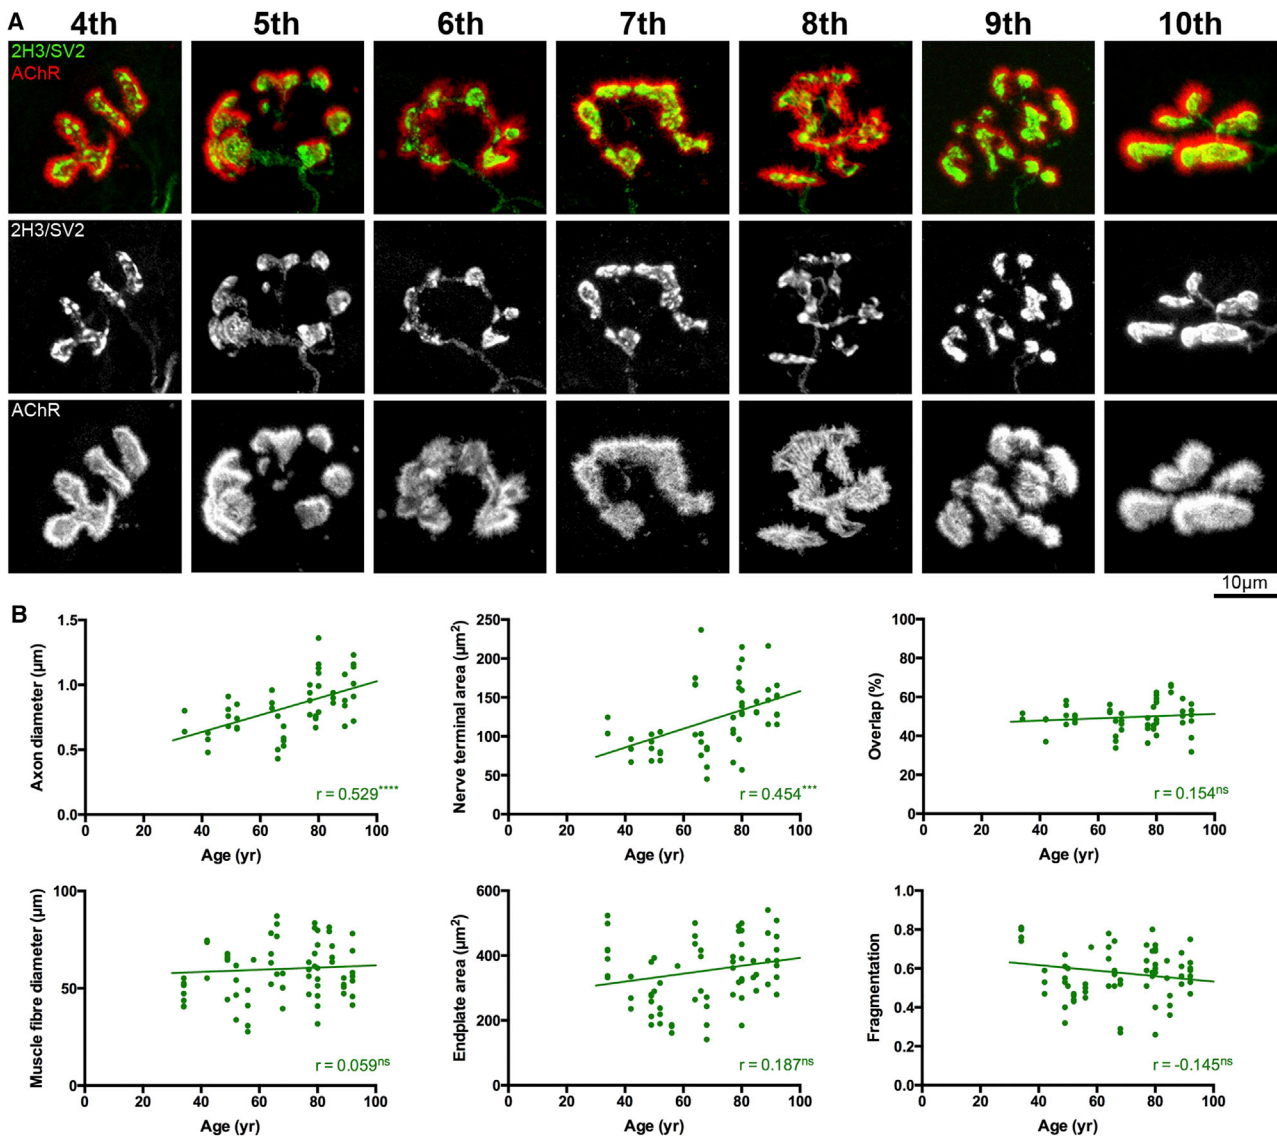 A
4th 5th 6th 7th 8th 9th 10th
2H3/SV2
AChR
2H3/SV2
AChR
10µm
B
1.5
1.0
0.5
0.0
Axon diameter (µm)
r = 0.529****
0 20 40 60 80 100
Age (yr)
250
200
150
100
50
0
Nerve terminal area (µm²)
r = 0.454***
0 20 40 60 80 100
Age (yr)
100
80
60
40
20
0
Overlap (%)
r = 0.154ns
0 20 40 60 80 100
Age (yr)
100
50
0
Muscle fibre diameter (µm)
r = 0.059ns
0 20 40 60 80 100
Age (yr)
600
400
200
0
Endplate area (µm²)
r = 0.187ns
0 20 40 60 80 100
Age (yr)
1.0
0.8
0.6
0.4
0.2
0.0
Fragmentation
r = -0.145ns
0 20 40 60 80 100
Age (yr)